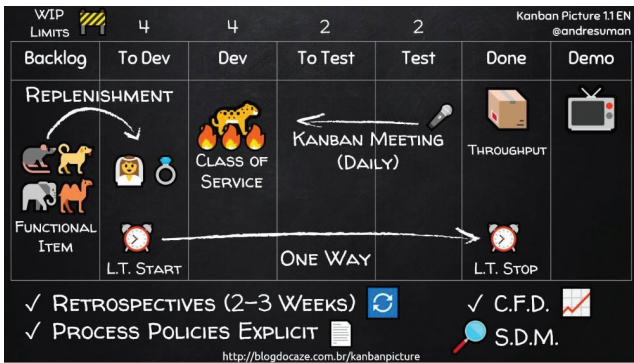 WIP LIMITS 4 4 2 2
Kanban Picture 1.1 EN
@andresuman
Backlog To Dev Dev To Test Test Done Demo
REPLENISHMENT
KANBAN MEETING
(DAILY)
CLASS OF
SERVICE
THROUGHPUT
FUNCTIONAL
ITEM
L.T. START
ONE WAY
L.T. STOP
✓ RETROSPECTIVES (2-3 WEEKS)
✓ C.F.D.
✓ PROCESS POLICIES EXPLICIT
S.D.M.
http://blogdocaze.com.br/kanbanpicture